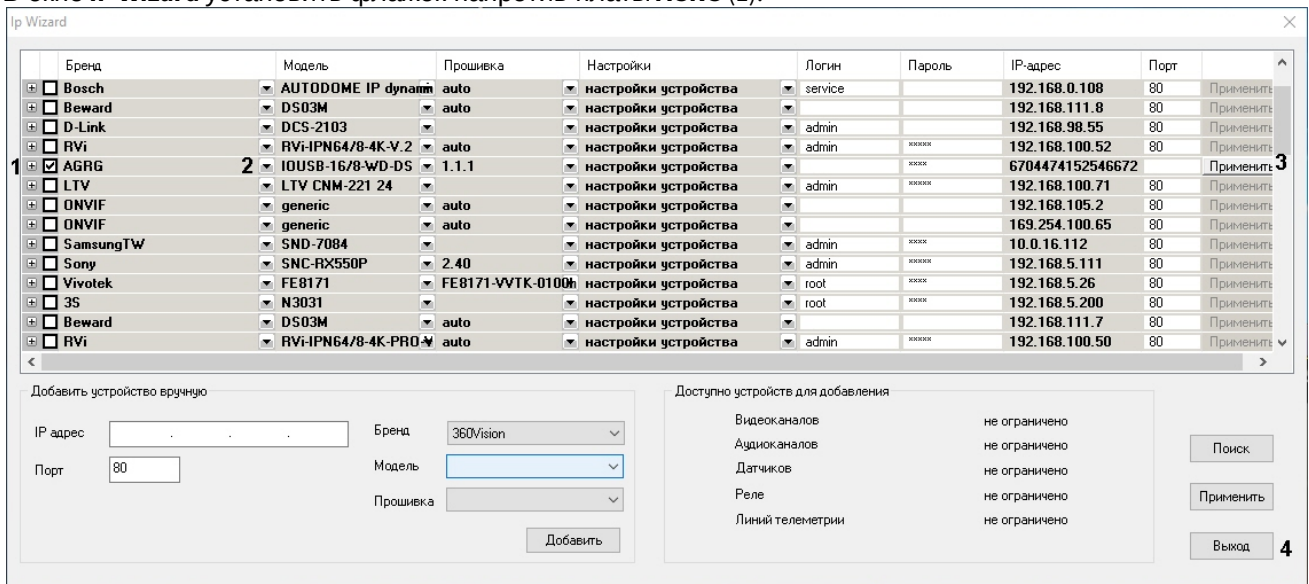 В окне IP Wizard установить флажок напротив платы AGRG (1).
Ip Wizard
Бренд Модель Прошивка Настройки Логин Пароль IP-адрес Порт
Bosch AUTODOME IP dynami auto настройки устройства service 192.168.0.108 80 Применить
Beward DS03M auto настройки устройства 192.168.111.8 80 Применить
D-Link DCS-2103 настройки устройства admin 192.168.98.55 80 Применить
RVi RVi-IPN64/8-4K-V.2 auto настройки устройства admin ***** 192.168.100.52 80 Применить
1 AGRG 2 IOUSB-16/8-WD-DS 1.1.1 настройки устройства **** 6704474152546672 Применить 3
LTV LTV CNM-221 24 настройки устройства admin ***** 192.168.100.71 80 Применить
ONVIF generic auto настройки устройства 192.168.105.2 80 Применить
ONVIF generic auto настройки устройства 169.254.100.65 80 Применить
SamsungTW SND-7084 настройки устройства admin **** 10.0.16.112 80 Применить
Sony SNC-RX550P 2.40 настройки устройства admin ***** 192.168.5.111 80 Применить
Vivotek FE8171 FE8171-VVTK-0100h настройки устройства root **** 192.168.5.26 80 Применить
3S N3031 настройки устройства root **** 192.168.5.200 80 Применить
Beward DS03M auto настройки устройства 192.168.111.7 80 Применить
RVi RVi-IPN64/8-4K-PRO-V auto настройки устройства admin ***** 192.168.100.50 80 Применить
Добавить устройство вручную
IP адрес . . .
Порт 80
Бренд 360Vision
Модель
Прошивка
Добавить
Доступно устройств для добавления
Видеоканалов не ограничено
Аудиоканалов не ограничено
Датчиков не ограничено
Реле не ограничено
Линий телеметрии не ограничено
Поиск
Применить
Выход 4